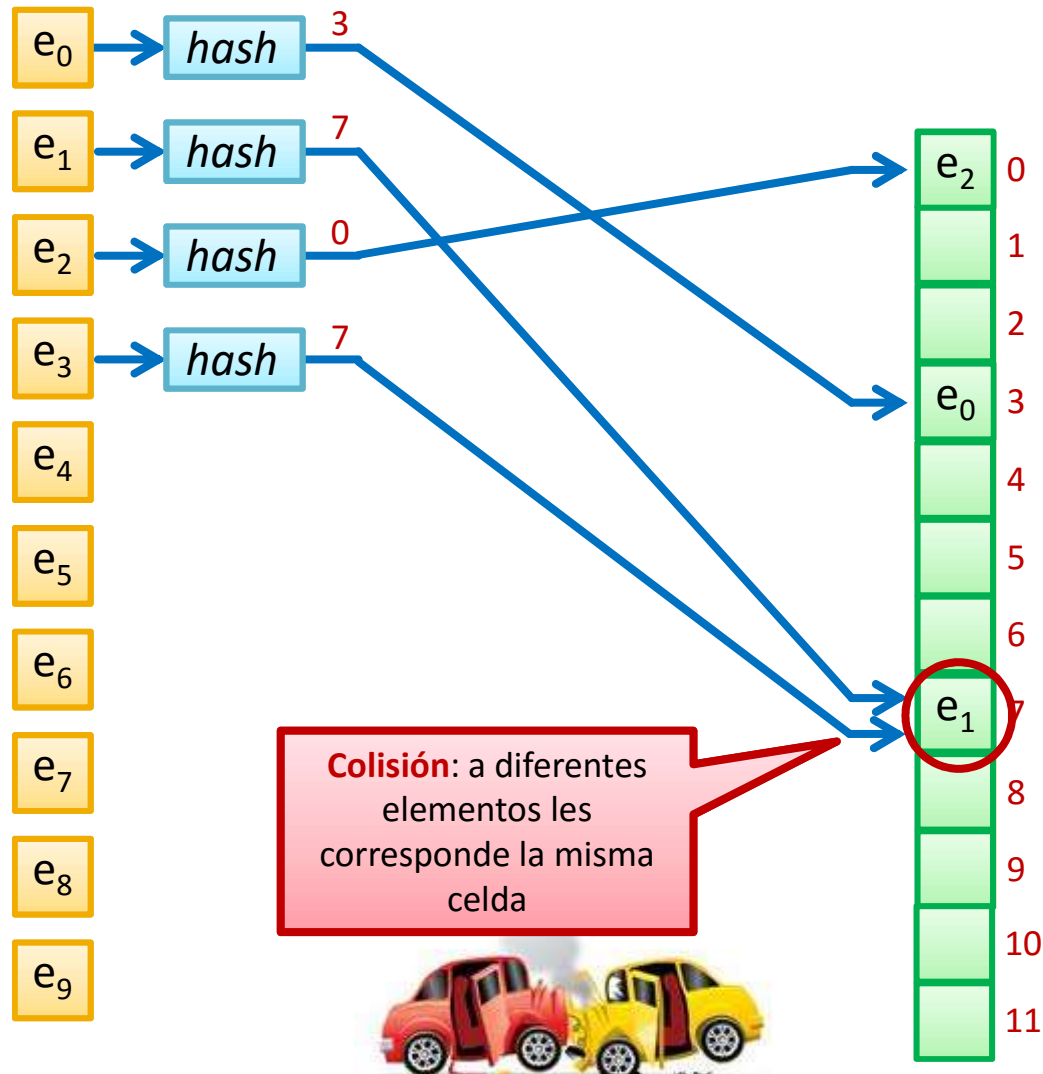 e₀ hash 3
e₁ hash 7
e₂ hash 0
e₃ hash 7
e₄
e₅
e₆
e₇
e₈
e₉
e₂ 0
1
2
e₀ 3
4
5
6
e₁ 7
8
9
10
11
Colisión: a diferentes
elementos les
corresponde la misma
celda